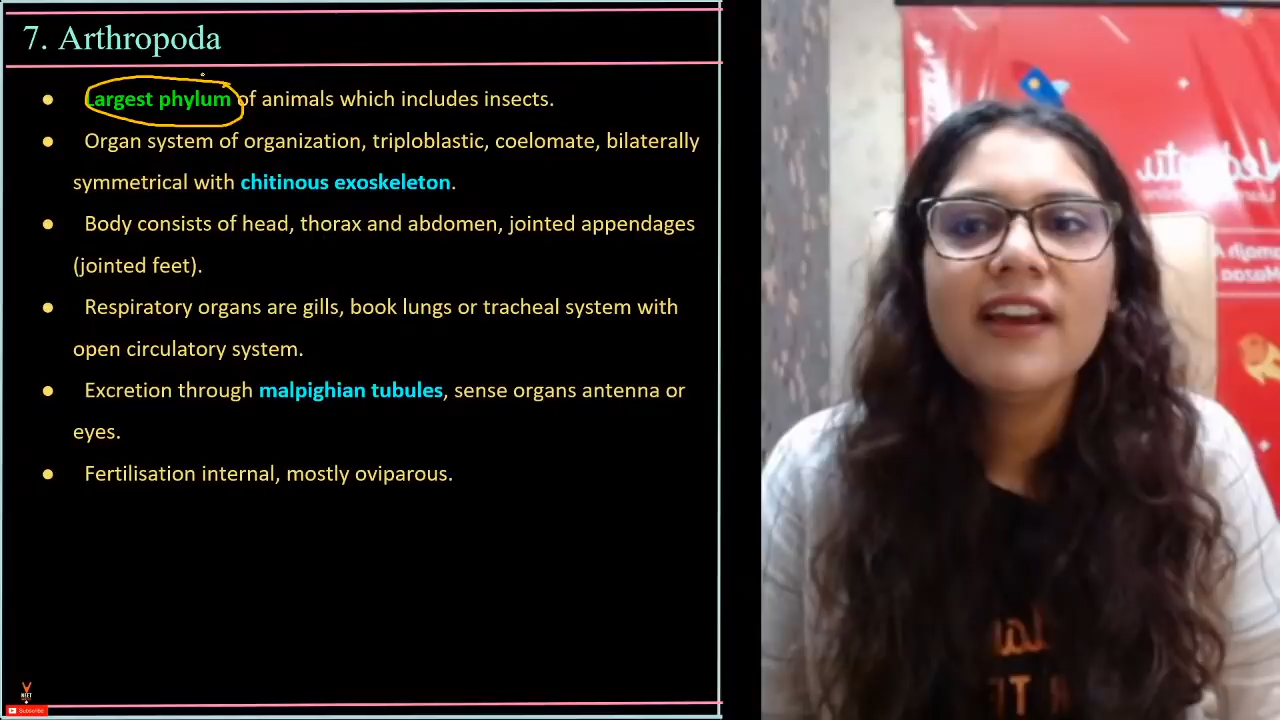 7. Arthropoda
● Largest phylum of animals which includes insects.
● Organ system of organization, triploblastic, coelomate, bilaterally
symmetrical with chitinous exoskeleton.
● Body consists of head, thorax and abdomen, jointed appendages
(jointed feet).
● Respiratory organs are gills, book lungs or tracheal system with
open circulatory system.
● Excretion through malpighian tubules, sense organs antenna or
eyes.
● Fertilisation internal, mostly oviparous.
NEET
Subscribe